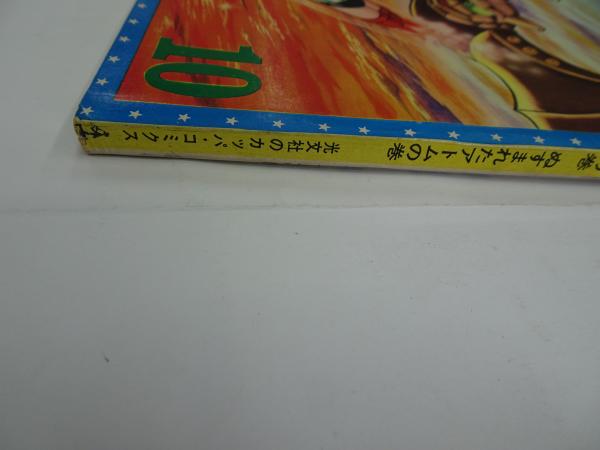 10
巻 ぬすまれたアトムの巻
光文社のカッパ・コミクス